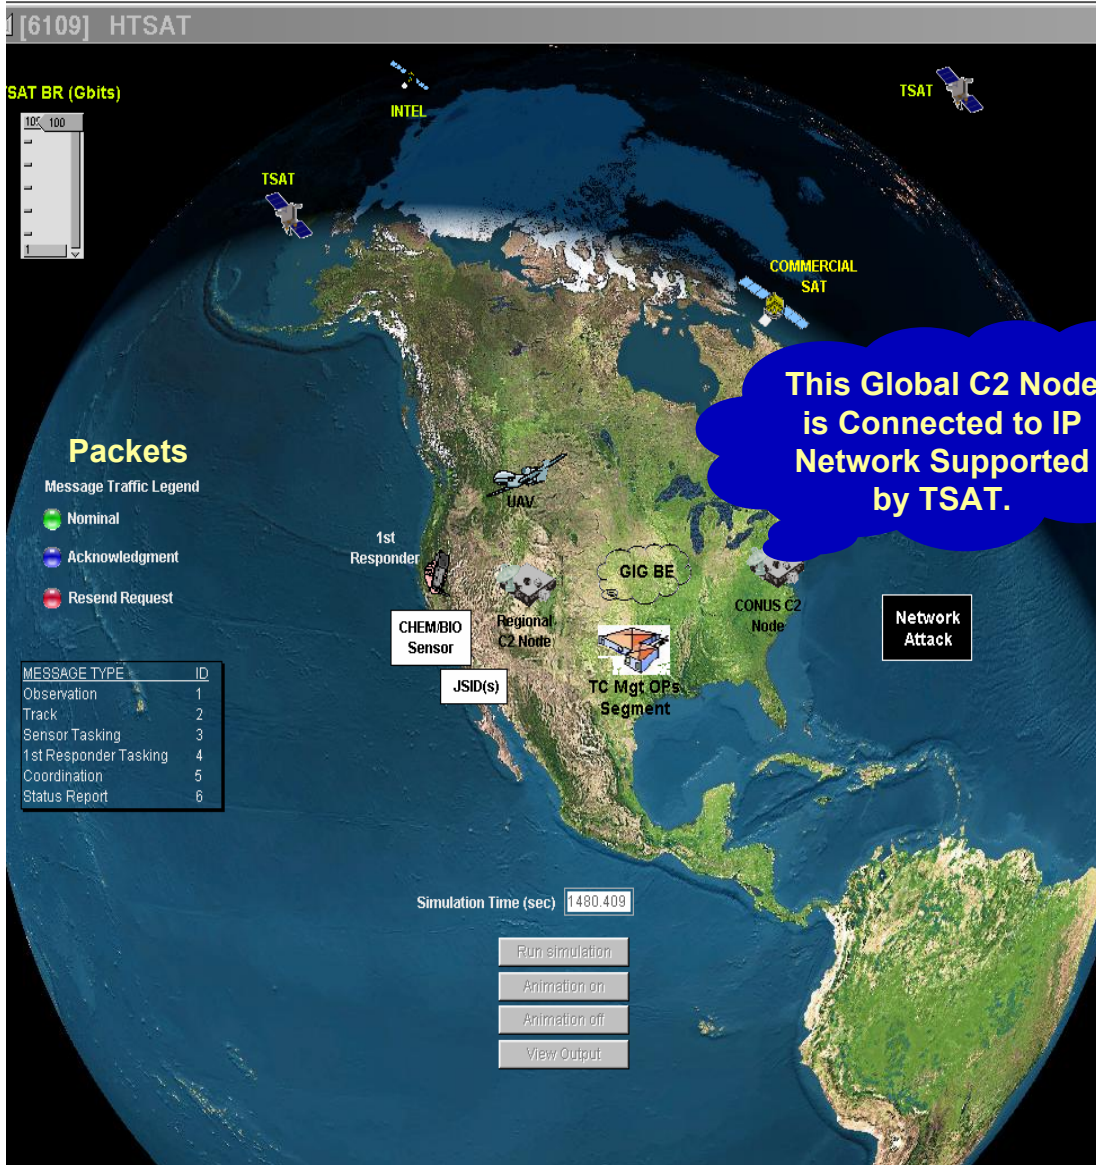 [6109] HTSAT
SAT BR (Gbits)
100
1
INTEL
TSAT
TSAT
COMMERCIAL
SAT
This Global C2 Node
is Connected to IP
Network Supported
by TSAT.
Packets
Message Traffic Legend
Nominal
Acknowledgment
Resend Request
UAV
1st
Responder
GIG BE
CHEM/BIO
Sensor
Regional
C2 Node
CONUS C2
Node
Network
Attack
JSID(s)
TC Mgt OPs
Segment
MESSAGE TYPE ID
Observation 1
Track 2
Sensor Tasking 3
1st Responder Tasking 4
Coordination 5
Status Report 6
Simulation Time (sec) 1480.409
Run simulation
Animation on
Animation off
View Output